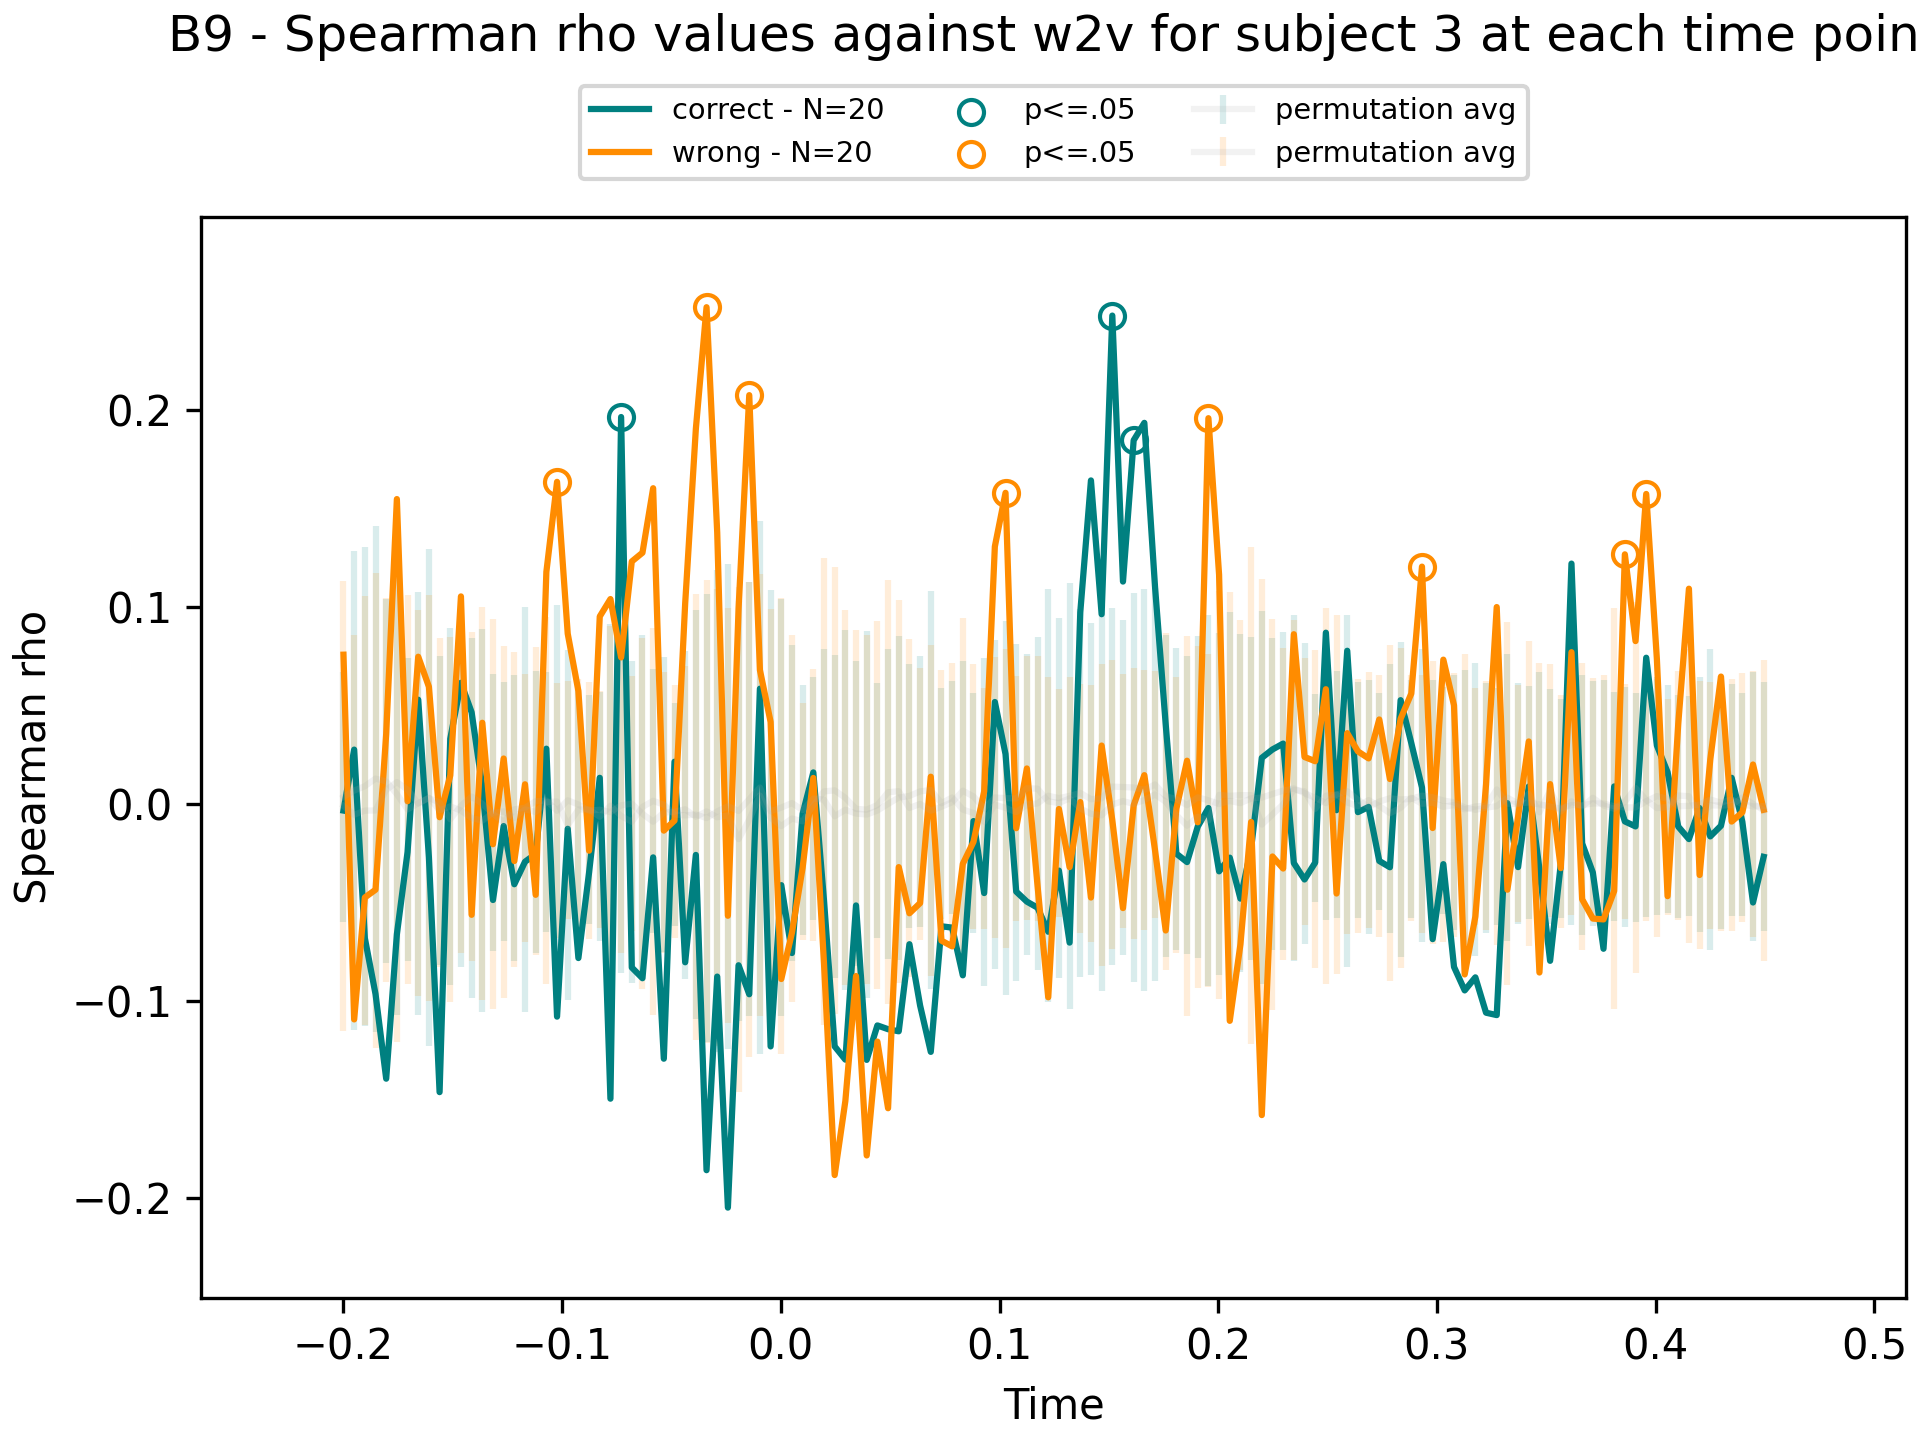 B9 - Spearman rho values against w2v for subject 3 at each time poin
correct - N=20
wrong - N=20
p<=.05
p<=.05
permutation avg
permutation avg
Spearman rho
0.2
0.1
0.0
−0.1
−0.2
−0.2 −0.1 0.0 0.1 0.2 0.3 0.4 0.5
Time